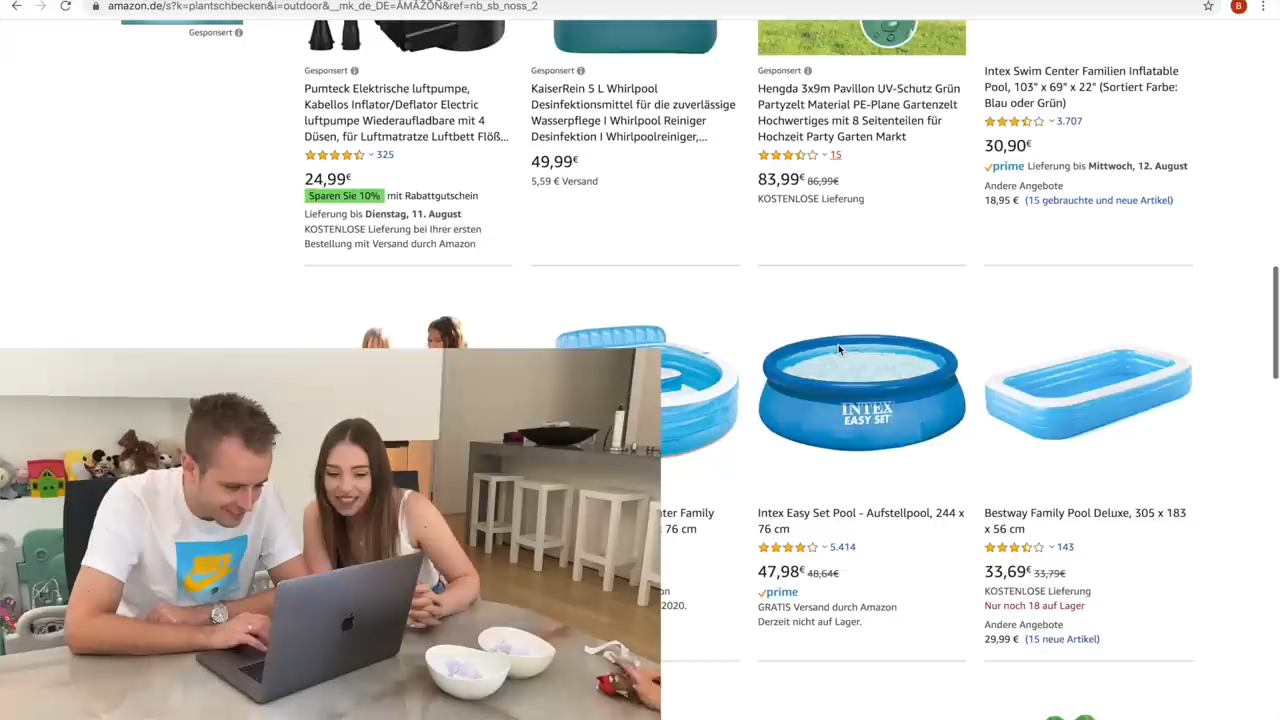 amazon.de/s?k=plantschbecken&i=outdoor&__mk_de_DE=ÅMÅŽÕÑ&ref=nb_sb_noss_2
B
Gesponsert
Gesponsert
Pumteck Elektrische luftpumpe,
Kabellos Inflator/Deflator Electric
luftpumpe Wiederaufladbare mit 4
Düsen, für Luftmatratze Luftbett Flöß...
325
24,99€
Sparen Sie 10% mit Rabattgutschein
Lieferung bis Dienstag, 11. August
KOSTENLOSE Lieferung bei Ihrer ersten
Bestellung mit Versand durch Amazon
Gesponsert
KaiserRein 5 L Whirlpool
Desinfektionsmittel für die zuverlässige
Wasserpflege I Whirlpool Reiniger
Desinfektion I Whirlpoolreiniger,...
49,99€
5,59 € Versand
Gesponsert
Hengda 3x9m Pavillon UV-Schutz Grün
Partyzelt Material PE-Plane Gartenzelt
Hochwertiges mit 8 Seitenteilen für
Hochzeit Party Garten Markt
15
83,99€ 86,99€
KOSTENLOSE Lieferung
Intex Swim Center Familien Inflatable
Pool, 103" x 69" x 22" (Sortiert Farbe:
Blau oder Grün)
3.707
30,90€
prime Lieferung bis Mittwoch, 12. August
Andere Angebote
18,95 € (15 gebrauchte und neue Artikel)
nter Family
x 76 cm
on
2020.
INTEX
EASY SET
Intex Easy Set Pool - Aufstellpool, 244 x
76 cm
5.414
47,98€ 48,64€
prime
GRATIS Versand durch Amazon
Derzeit nicht auf Lager.
Bestway Family Pool Deluxe, 305 x 183
x 56 cm
143
33,69€ 33,79€
KOSTENLOSE Lieferung
Nur noch 18 auf Lager
Andere Angebote
29,99 € (15 neue Artikel)
NIKE